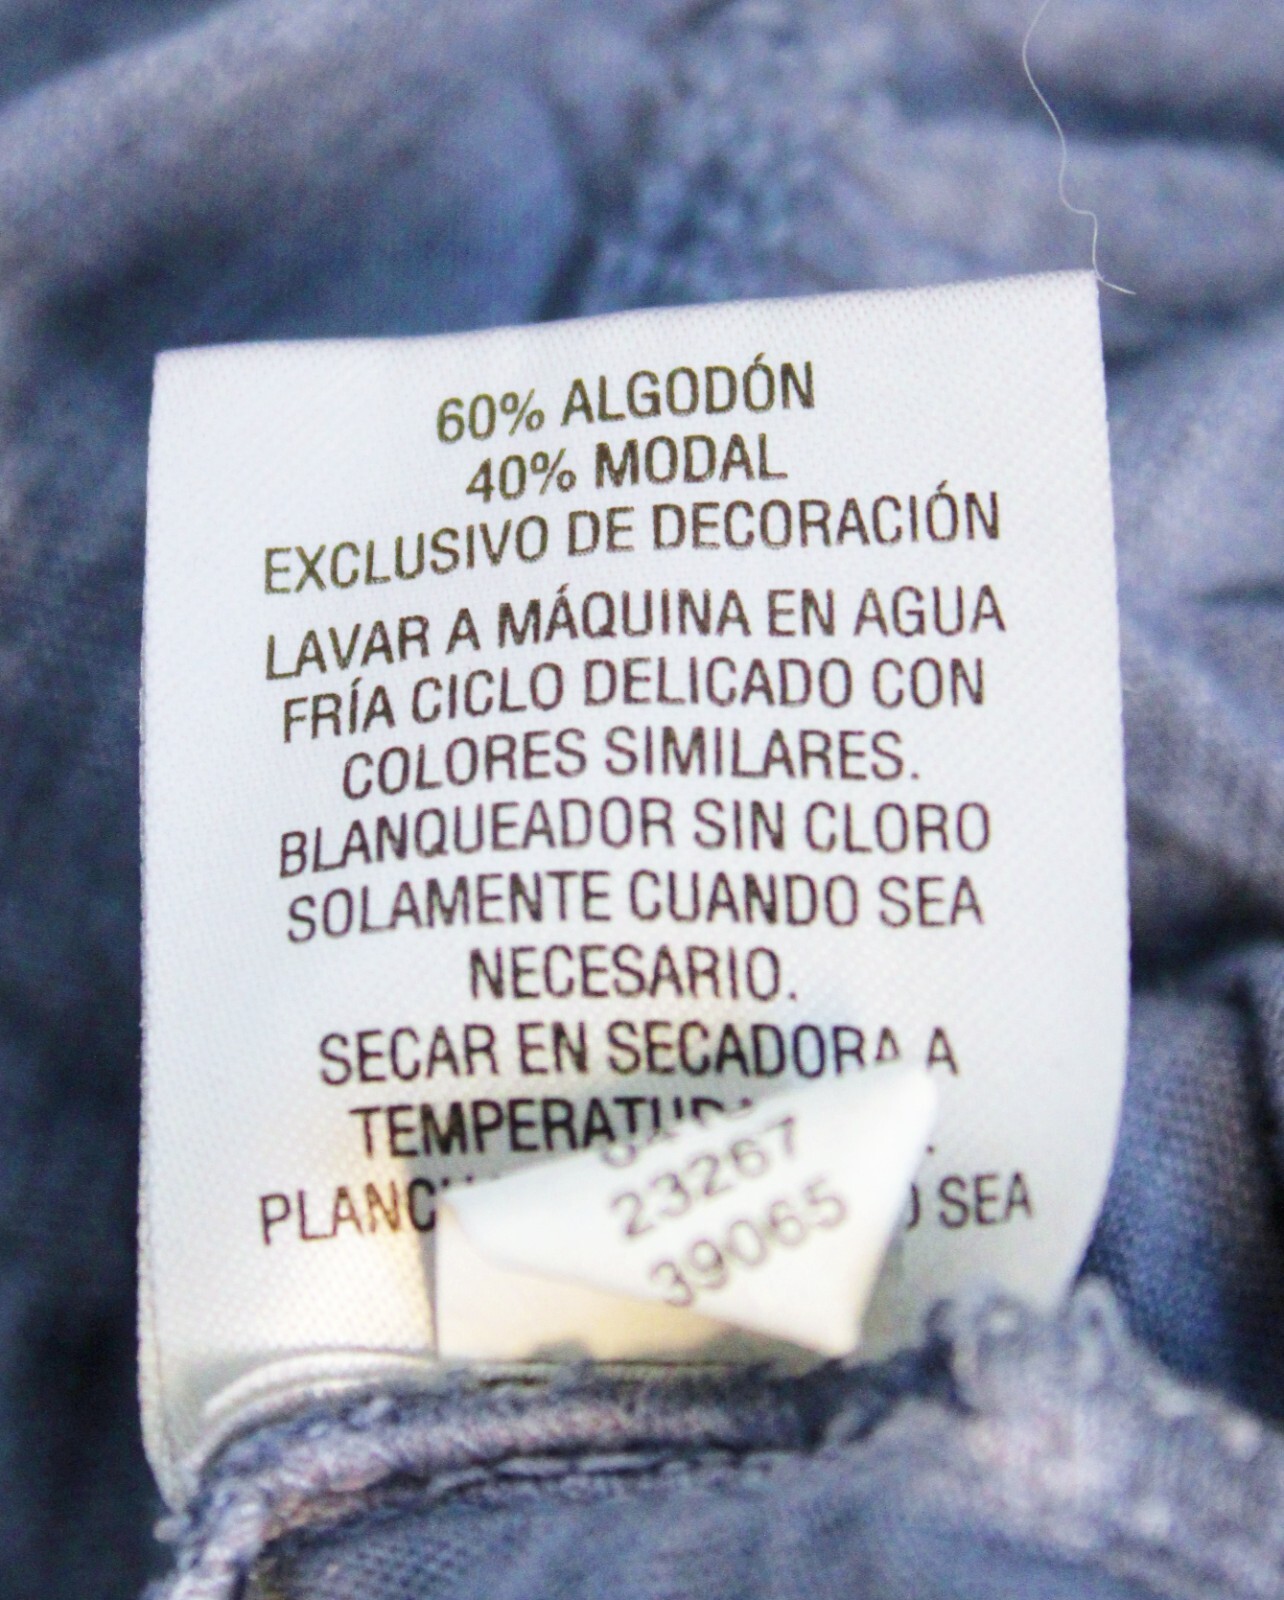 60% ALGODÓN
40% MODAL
EXCLUSIVO DE DECORACIÓN
LAVAR A MÁQUINA EN AGUA
FRÍA CICLO DELICADO CON
COLORES SIMILARES.
BLANQUEADOR SIN CLORO
SOLAMENTE CUANDO SEA
NECESARIO.
SECAR EN SECADORA A
23267
39065
SEA